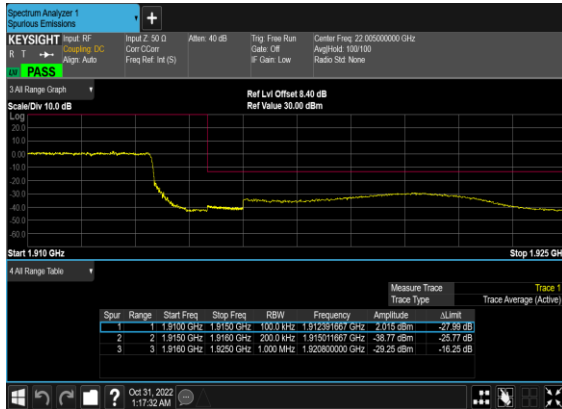 Spectrum Analyzer 1
Spurious Emissions
KEYSIGHT
R T
Input: RF
Coupling: DC
Align: Auto
Input Z: 50 Ω
Corr CCorr
Freq Ref: Int (S)
Atten: 40 dB
Trig: Free Run
Gate: Off
IF Gain: Low
Center Freq: 22.005000000 GHz
Avg|Hold: 100/100
Radio Std: None
PASS
3 All Range Graph
Scale/Div 10.0 dB
Ref Lvl Offset 8.40 dB
Ref Value 30.00 dBm
Log
20.0
10.0
0.00
-10.0
-20.0
-30.0
-40.0
-50.0
-60.0
Start 1.910 GHz
Stop 1.925 GH
4 All Range Table
Measure Trace Trace 1
Trace Type Trace Average (Active)
Spur Range Start Freq Stop Freq RBW Frequency Amplitude ΔLimit
1 1 1.9100 GHz 1.9150 GHz 100.0 kHz 1.912391667 GHz 2.015 dBm -27.99 dB
2 2 1.9150 GHz 1.9160 GHz 200.0 kHz 1.915011667 GHz -38.77 dBm -25.77 dB
3 3 1.9160 GHz 1.9250 GHz 1.000 MHz 1.920800000 GHz -29.25 dBm -16.25 dB
Oct 31, 2022
1:17:32 AM